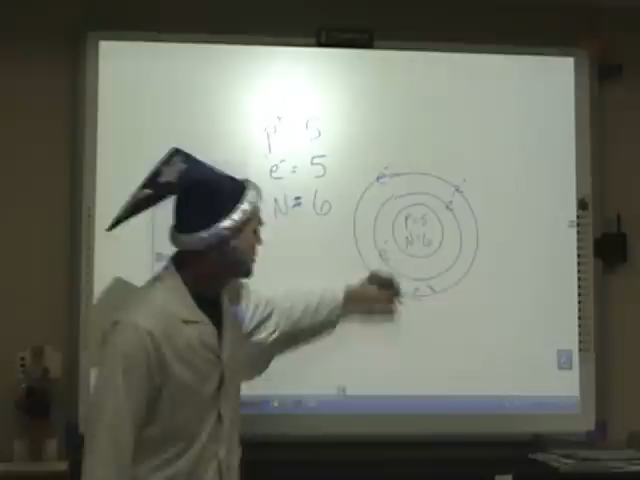 p⁺ 5
e⁻ = 5
N = 6
e⁻
e⁻
e⁻
P=5
N=6
e⁻
e⁻